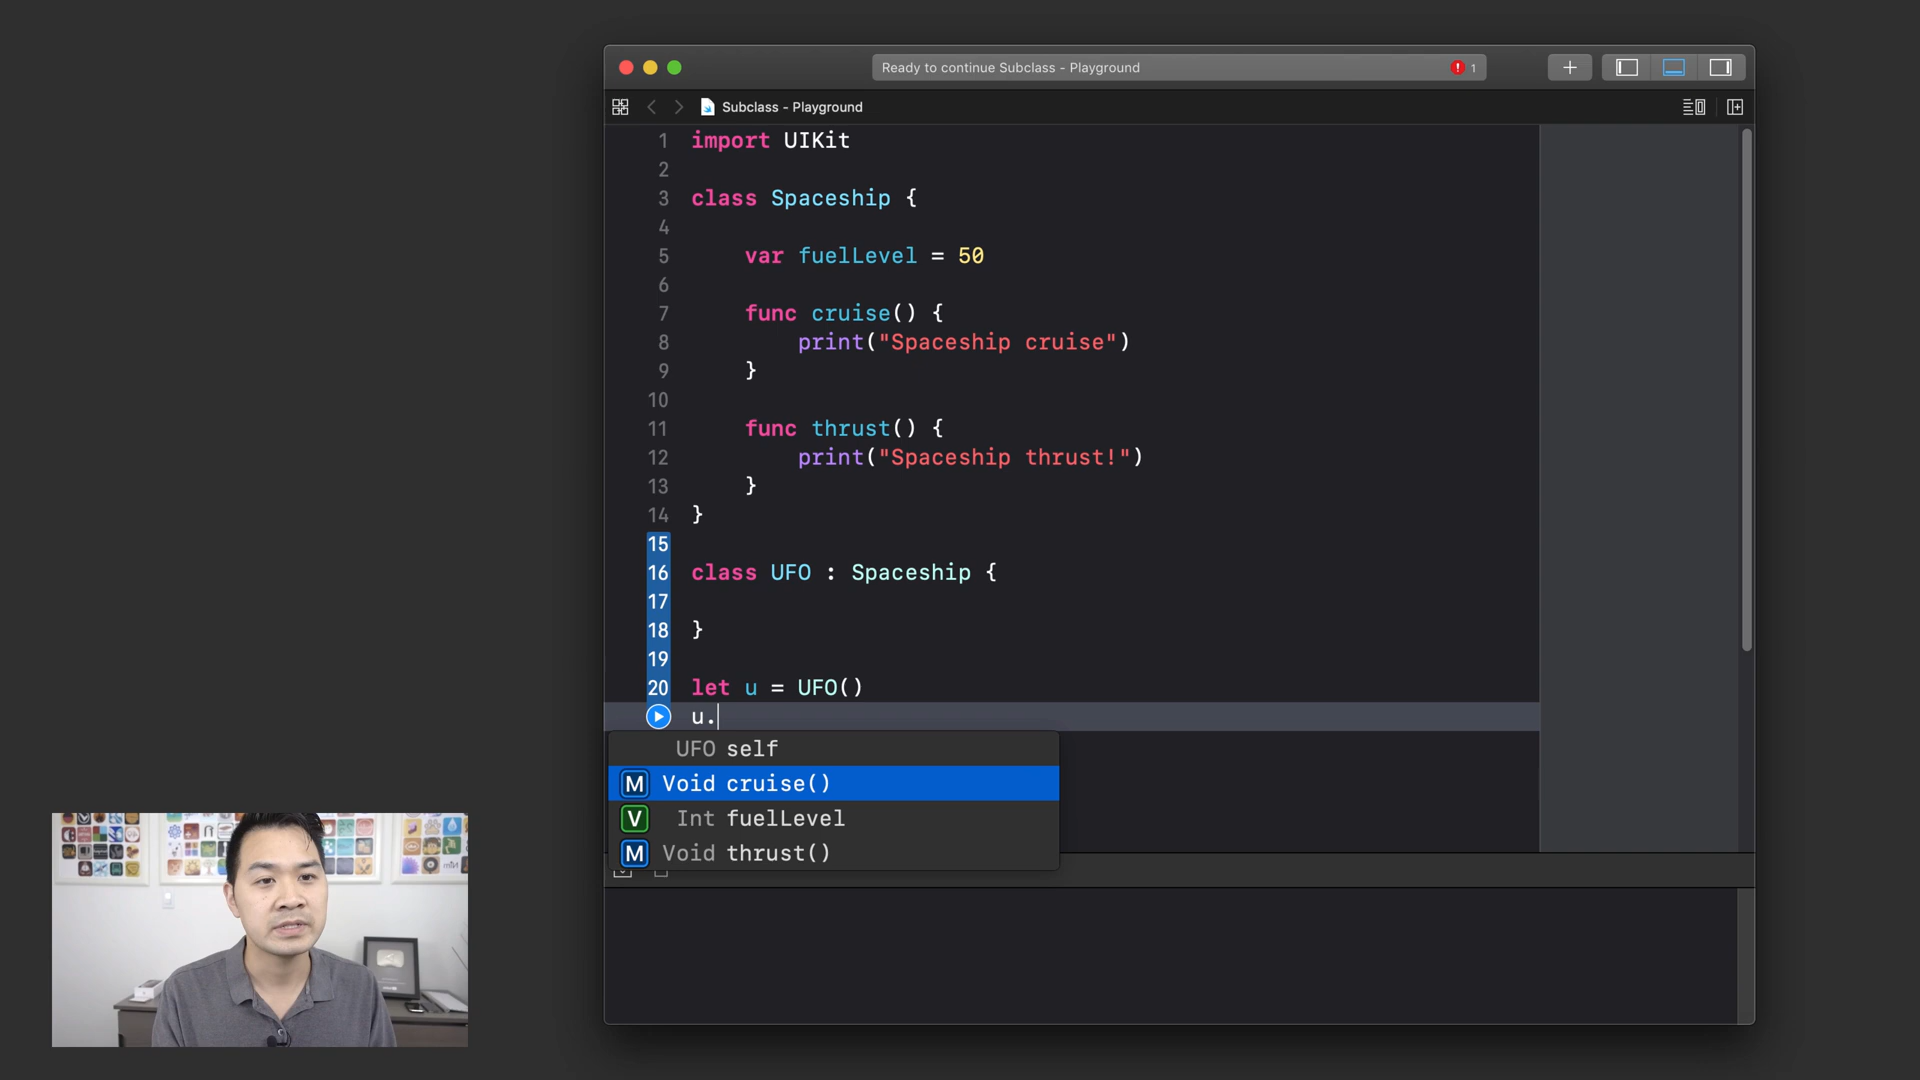 Ready to continue Subclass - Playground
1
Subclass - Playground
1 import UIKit
2
3 class Spaceship {
4
5 var fuelLevel = 50
6
7 func cruise() {
8 print("Spaceship cruise")
9 }
10
11 func thrust() {
12 print("Spaceship thrust!")
13 }
14 }
15
16 class UFO : Spaceship {
17
18 }
19
20 let u = UFO()
u.
UFO self
M Void cruise()
V Int fuelLevel
M Void thrust()